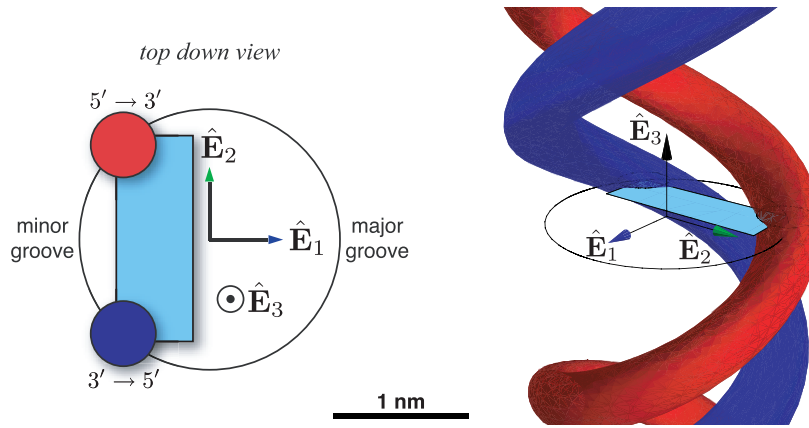 top down view
5′ → 3′
Ê₂
minor
groove
Ê₁
major
groove
Ê₃
3′ → 5′
1 nm
Ê₃
Ê₁
Ê₂